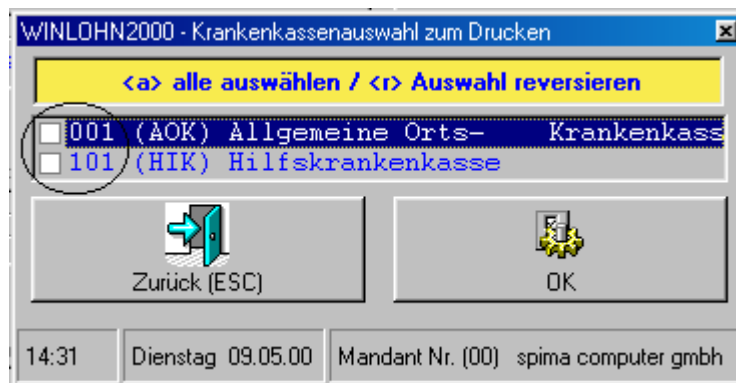 WINLOHN2000 - Krankenkassenauswahl zum Drucken
<a> alle auswählen / <r> Auswahl reversieren
001 (AOK) Allgemeine Orts- Krankenkass
101 (HIK) Hilfskrankenkasse
Zurück (ESC) OK
14:31 Dienstag 09.05.00 Mandant Nr. (00) spima computer gmbh